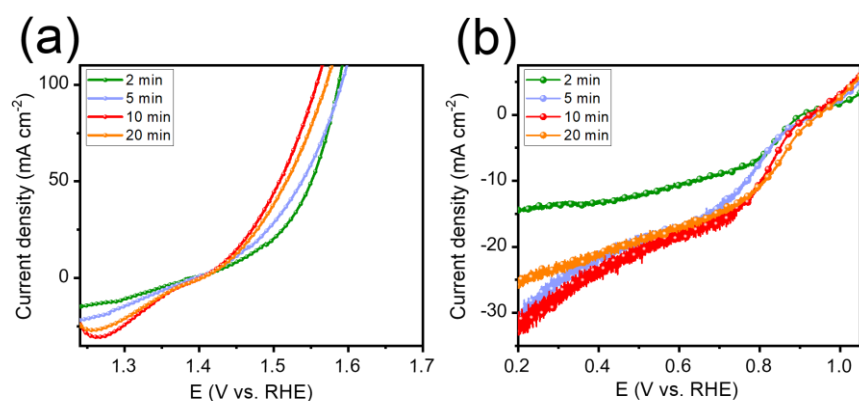 (a)
2 min
5 min
10 min
20 min
100
50
0
Current density (mA cm⁻²)
1.3 1.4 1.5 1.6 1.7
E (V vs. RHE)
(b)
2 min
5 min
10 min
20 min
0
-10
-20
-30
Current density (mA cm⁻²)
0.2 0.4 0.6 0.8 1.0
E (V vs. RHE)